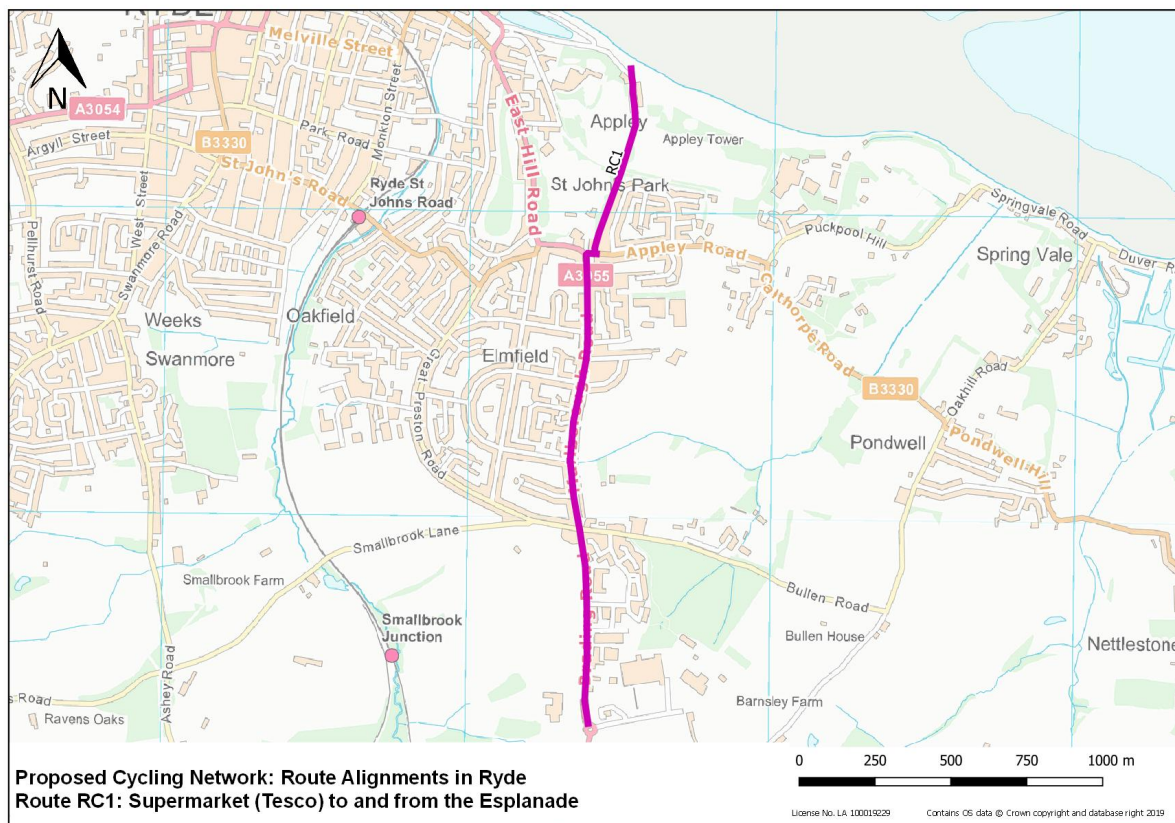 Melville Street
N
A3054
Argyll-Street
Park-Road
Monkton Street
B3330
St John's Road
Ryde St
Johns Road
East Hill Road
Appley
Appley Tower
RC1
St John's Park
West-Street
Swanmore Road
Pellhurst Road
Appley Road
A3055
Puckpool Hill
Springvale Road
Spring Vale
Duver
Calthorpe Road
Weeks
Swanmore
Oakfield
Elmfield
Great Preston Road
B3330
Oakhill Road
Pondwell
Pondwell Hill
Smallbrook Lane
Smallbrook Farm
Smallbrook
Junction
Bullen Road
Bullen House
Nettlestone
Barnsley Farm
Ashey Road
s Road
Ravens Oaks
Proposed Cycling Network: Route Alignments in Ryde
Route RC1: Supermarket (Tesco) to and from the Esplanade
0 250 500 750 1000 m
License No. LA 100019229 Contains OS data © Crown copyright and database right 2019